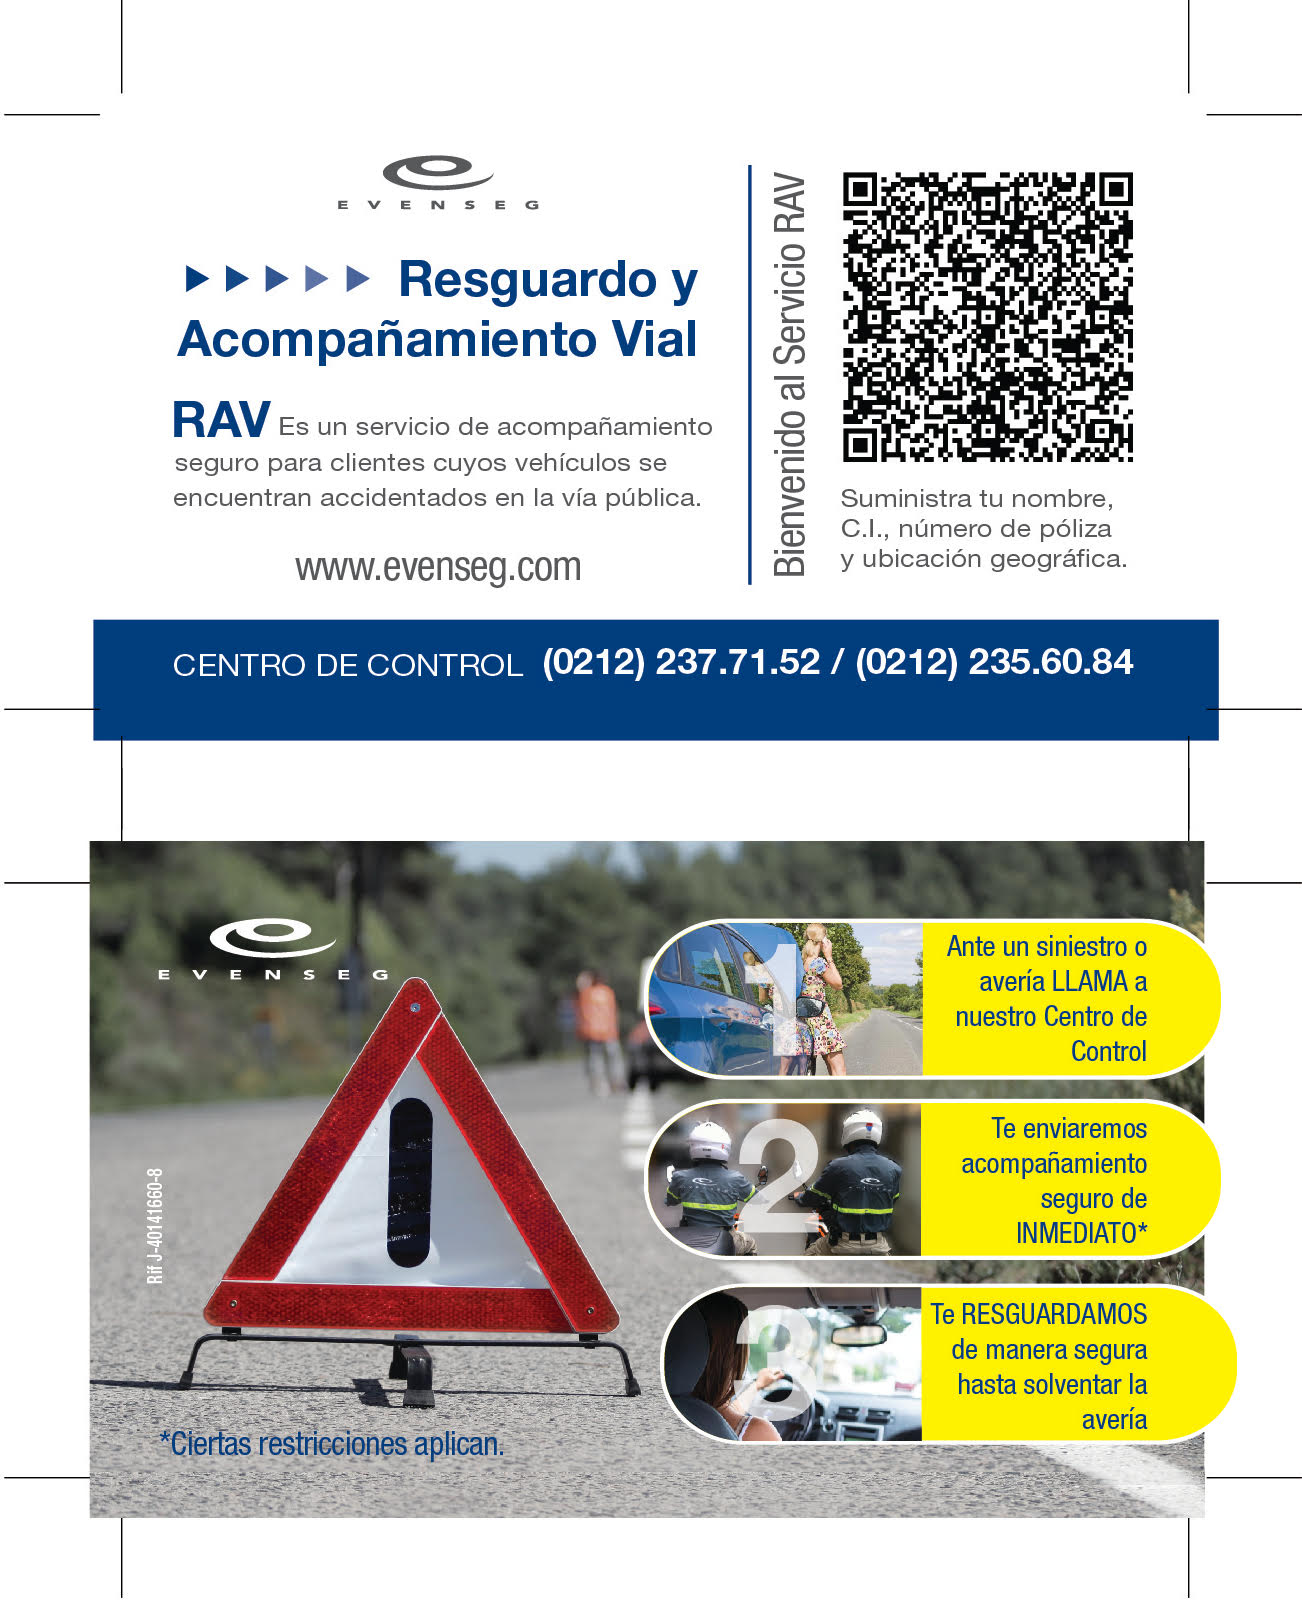 EVENSEG
Resguardo y
Acompañamiento Vial
RAV Es un servicio de acompañamiento
seguro para clientes cuyos vehículos se
encuentran accidentados en la vía pública.
www.evenseg.com
Bienvenido al Servicio RAV
Suministra tu nombre,
C.I., número de póliza
y ubicación geográfica.
CENTRO DE CONTROL (0212) 237.71.52 / (0212) 235.60.84
EVENSEG
Rif J-40141660-8
*Ciertas restricciones aplican.
1
Ante un siniestro o
avería LLAMA a
nuestro Centro de
Control
2
Te enviaremos
acompañamiento
seguro de
INMEDIATO*
3
Te RESGUARDAMOS
de manera segura
hasta solventar la
avería